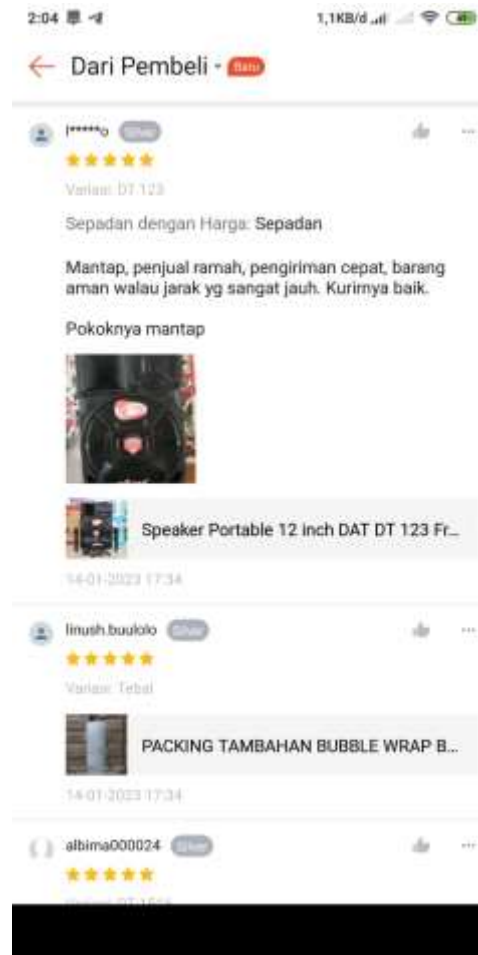 2:04 1,1KB/d
Dari Pembeli - Baru
l*****o Silver
Variasi: DT 123
Sepadan dengan Harga: Sepadan
Mantap, penjual ramah, pengiriman cepat, barang
aman walau jarak yg sangat jauh. Kurirnya baik.
Pokoknya mantap
Speaker Portable 12 inch DAT DT 123 Fr...
14-01-2023 17:34
linush.buulolo Silver
Variasi: Tebal
PACKING TAMBAHAN BUBBLE WRAP B...
14-01-2023 17:34
albima000024 Silver